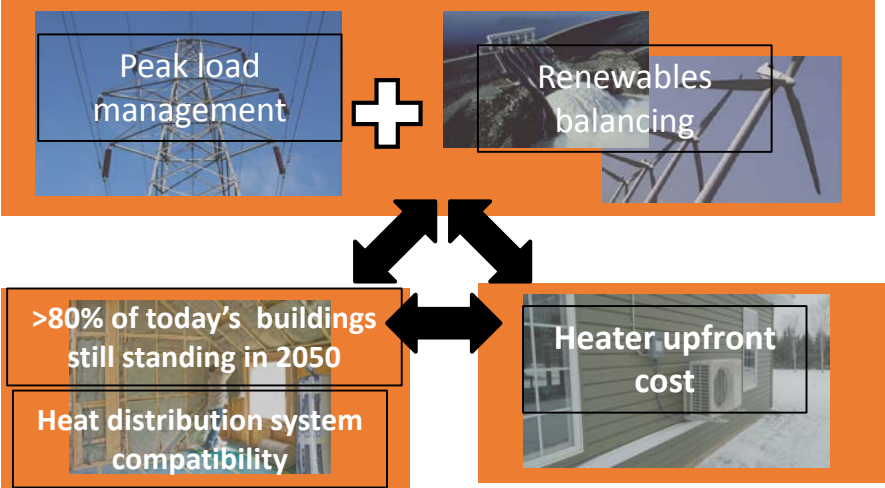 Peak load
management
Renewables
balancing
>80% of today’s buildings
still standing in 2050
Heat distribution system
compatibility
Heater upfront
cost